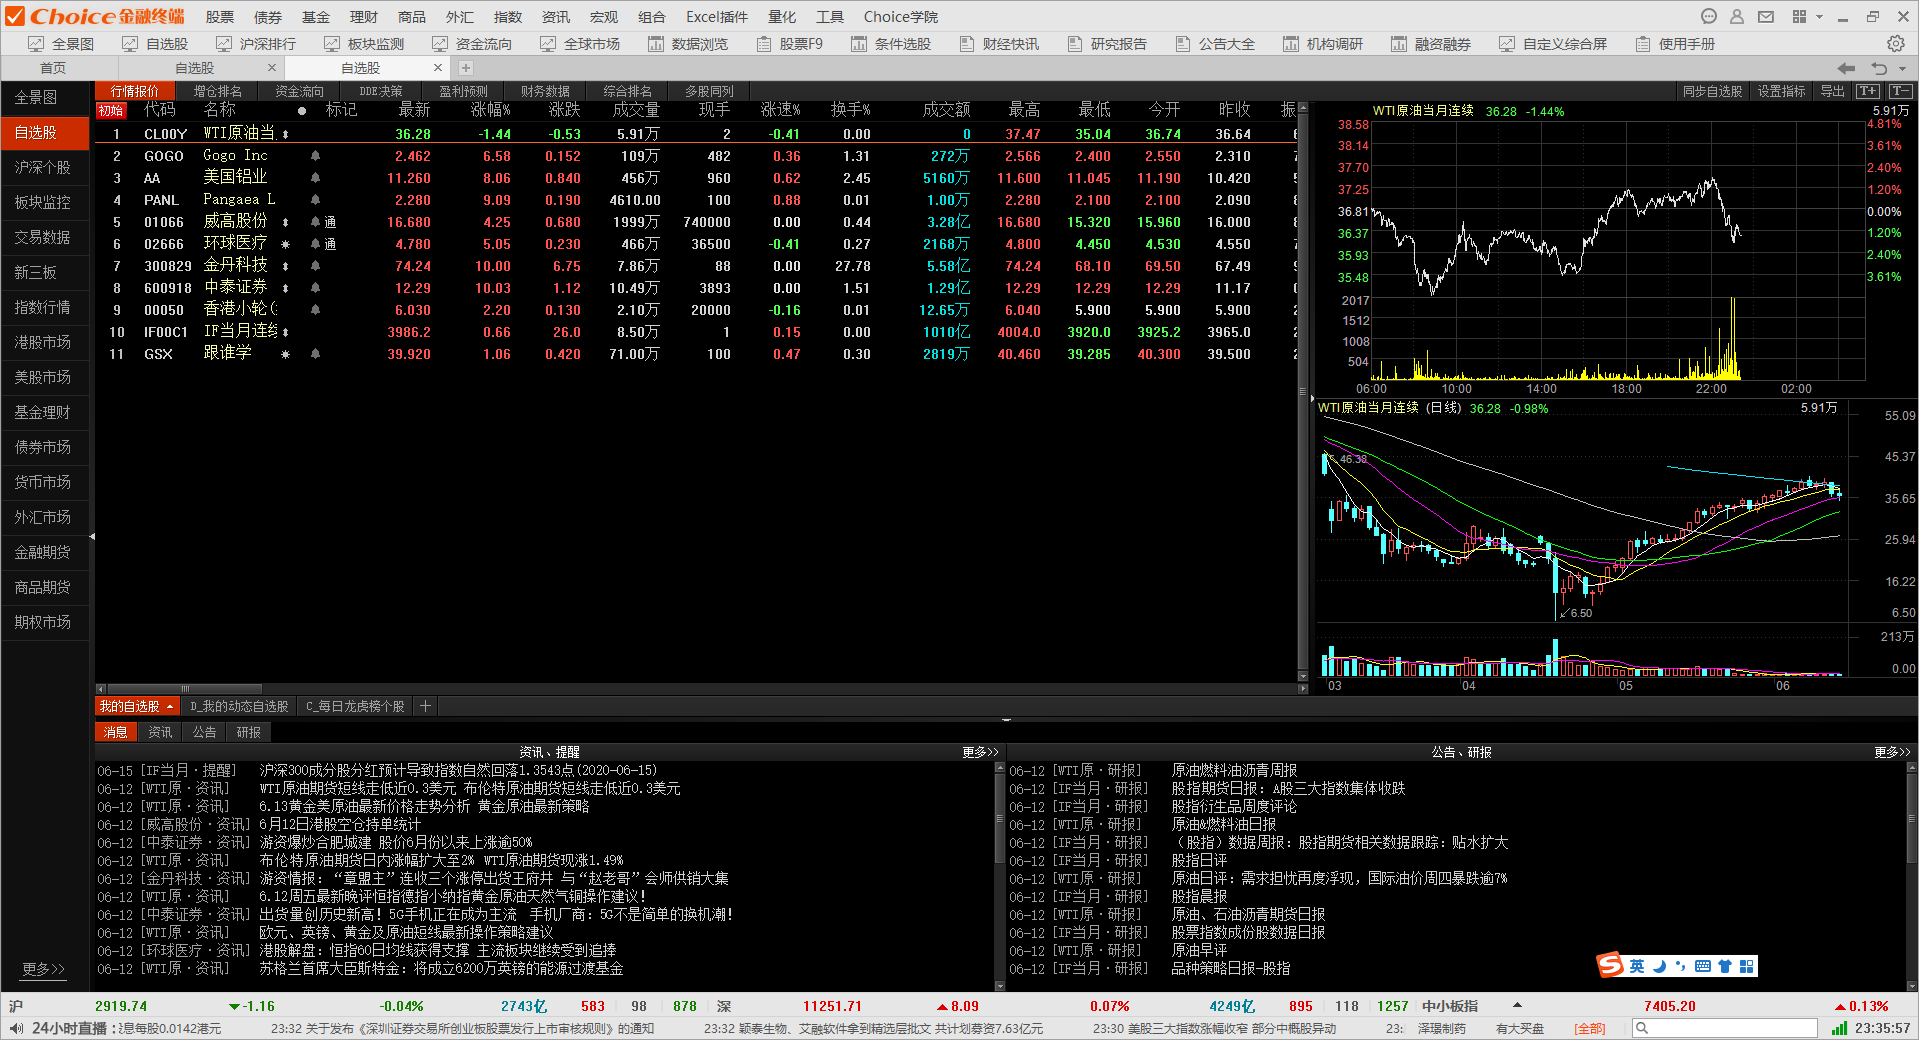 Choice金融终端 股票 债券 基金 理财 商品 外汇 指数 资讯 宏观 组合 Excel插件 量化 工具 Choice学院
全景图 自选股 沪深排行 板块监测 资金流向 全球市场 数据浏览 股票F9 条件选股 财经快讯 研究报告 公告大全 机构调研 融资融券 自定义综合屏 使用手册
首页 自选股 × 自选股 × +
全景图
自选股
沪深个股
板块监控
交易数据
新三板
指数行情
港股市场
美股市场
基金理财
债券市场
货币市场
外汇市场
金融期货
商品期货
期权市场
更多>>
行情报价 增仓排名 资金流向 DDE决策 盈利预测 财务数据 综合排名 多股同列 同步自选股 设置指标 导出 T+ T-
初始 代码 名称 ● 标记 最新 涨幅% 涨跌 成交量 现手 涨速% 换手% 成交额 最高 最低 今开 昨收 振
1 CL00Y WTI原油当 36.28 -1.44 -0.53 5.91万 2 -0.41 0.00 0 37.47 35.04 36.74 36.64
2 GOGO Gogo Inc 2.462 6.58 0.152 109万 482 0.36 1.31 272万 2.566 2.400 2.550 2.310
3 AA 美国铝业 11.260 8.06 0.840 456万 960 0.62 2.45 5160万 11.600 11.045 11.190 10.420
4 PANL Pangaea L 2.280 9.09 0.190 4610.00 100 0.88 0.01 1.00万 2.280 2.100 2.100 2.090
5 01066 威高股份 通 16.680 4.25 0.680 1999万 740000 0.00 0.44 3.28亿 16.680 15.320 15.960 16.000
6 02666 环球医疗 通 4.780 5.05 0.230 466万 36500 -0.41 0.27 2168万 4.800 4.450 4.530 4.550
7 300829 金丹科技 74.24 10.00 6.75 7.86万 88 0.00 27.78 5.58亿 74.24 68.10 69.50 67.49
8 600918 中泰证券 12.29 10.03 1.12 10.49万 3893 0.00 1.51 1.29亿 12.29 12.29 12.29 11.17
9 00050 香港小轮( 6.030 2.20 0.130 2.10万 20000 -0.16 0.01 12.65万 6.040 5.900 5.900 5.900
10 IF00C1 IF当月连续 3986.2 0.66 26.0 8.50万 1 0.15 0.00 1010亿 4004.0 3920.0 3925.2 3965.0
11 GSX 跟谁学 39.920 1.06 0.420 71.00万 100 0.47 0.30 2819万 40.460 39.285 40.300 39.500
WTI原油当月连续 36.28 -1.44% 5.91万
38.58 4.81%
38.14 3.61%
37.70 2.40%
37.25 1.20%
36.81 0.00%
36.37 1.20%
35.93 2.40%
35.48 3.61%
2017
1512
1008
504
06:00 10:00 14:00 18:00 22:00 02:00
WTI原油当月连续 (日线) 36.28 -0.98% 5.91万
55.09
46.38 45.37
35.65
25.94
16.22
6.50 6.50
213万
0.00
03 04 05 06
我的自选股 D_我的动态自选股 C_每日龙虎榜个股 +
消息 资讯 公告 研报
资讯、提醒 更多>>
06-15 [IF当月·提醒] 沪深300成分股分红预计导致指数自然回落1.3543点(2020-06-15)
06-12 [WTI原·资讯] WTI原油期货短线走低近0.3美元 布伦特原油期货短线走低近0.3美元
06-12 [WTI原·资讯] 6.13黄金美原油最新价格走势分析 黄金原油最新策略
06-12 [威高股份·资讯] 6月12日港股空仓持单统计
06-12 [中泰证券·资讯] 游资爆炒合肥城建 股价6月份以来上涨逾50%
06-12 [WTI原·资讯] 布伦特原油期货日内涨幅扩大至2% WTI原油期货现涨1.49%
06-12 [金丹科技·资讯] 游资情报：“章盟主”连收三个涨停出货王府井 与“赵老哥”会师供销大集
06-12 [WTI原·资讯] 6.12周五最新晚评恒指德指小纳指黄金原油天然气铜操作建议！
06-12 [中泰证券·资讯] 出货量创历史新高！5G手机正在成为主流 手机厂商：5G不是简单的换机潮！
06-12 [WTI原·资讯] 欧元、英镑、黄金及原油短线最新操作策略建议
06-12 [环球医疗·资讯] 港股解盘：恒指60日均线获得支撑 主流板块继续受到追捧
06-12 [WTI原·资讯] 苏格兰首席大臣斯特金：将成立6200万英镑的能源过渡基金
公告、研报 更多>>
06-12 [WTI原·研报] 原油燃料油沥青周报
06-12 [IF当月·研报] 股指期货日报：A股三大指数集体收跌
06-12 [IF当月·研报] 股指衍生品周度评论
06-12 [WTI原·研报] 原油&燃料油日报
06-12 [IF当月·研报] （股指）数据周报：股指期货相关数据跟踪：贴水扩大
06-12 [IF当月·研报] 股指日评
06-12 [WTI原·研报] 原油日评：需求担忧再度浮现，国际油价周四暴跌逾7%
06-12 [IF当月·研报] 股指晨报
06-12 [WTI原·研报] 原油、石油沥青期货日报
06-12 [IF当月·研报] 股票指数成份股数据日报
06-12 [WTI原·研报] 原油早评
06-12 [IF当月·研报] 品种策略日报-股指
S 英
沪 2919.74 -1.16 -0.04% 2743亿 583 98 878 深 11251.71 8.09 0.07% 4249亿 895 118 1257 中小板指 7405.20 0.13%
24小时直播：息每股0.0142港元 23:32 关于发布《深圳证券交易所创业板股票发行上市审核规则》的通知 23:32 颖泰生物、艾融软件拿到精选层批文 共计划募资7.63亿元 23:30 美股三大指数涨幅收窄 部分中概股异动 23: 泽璟制药 有大买盘 [全部] 23:35:57